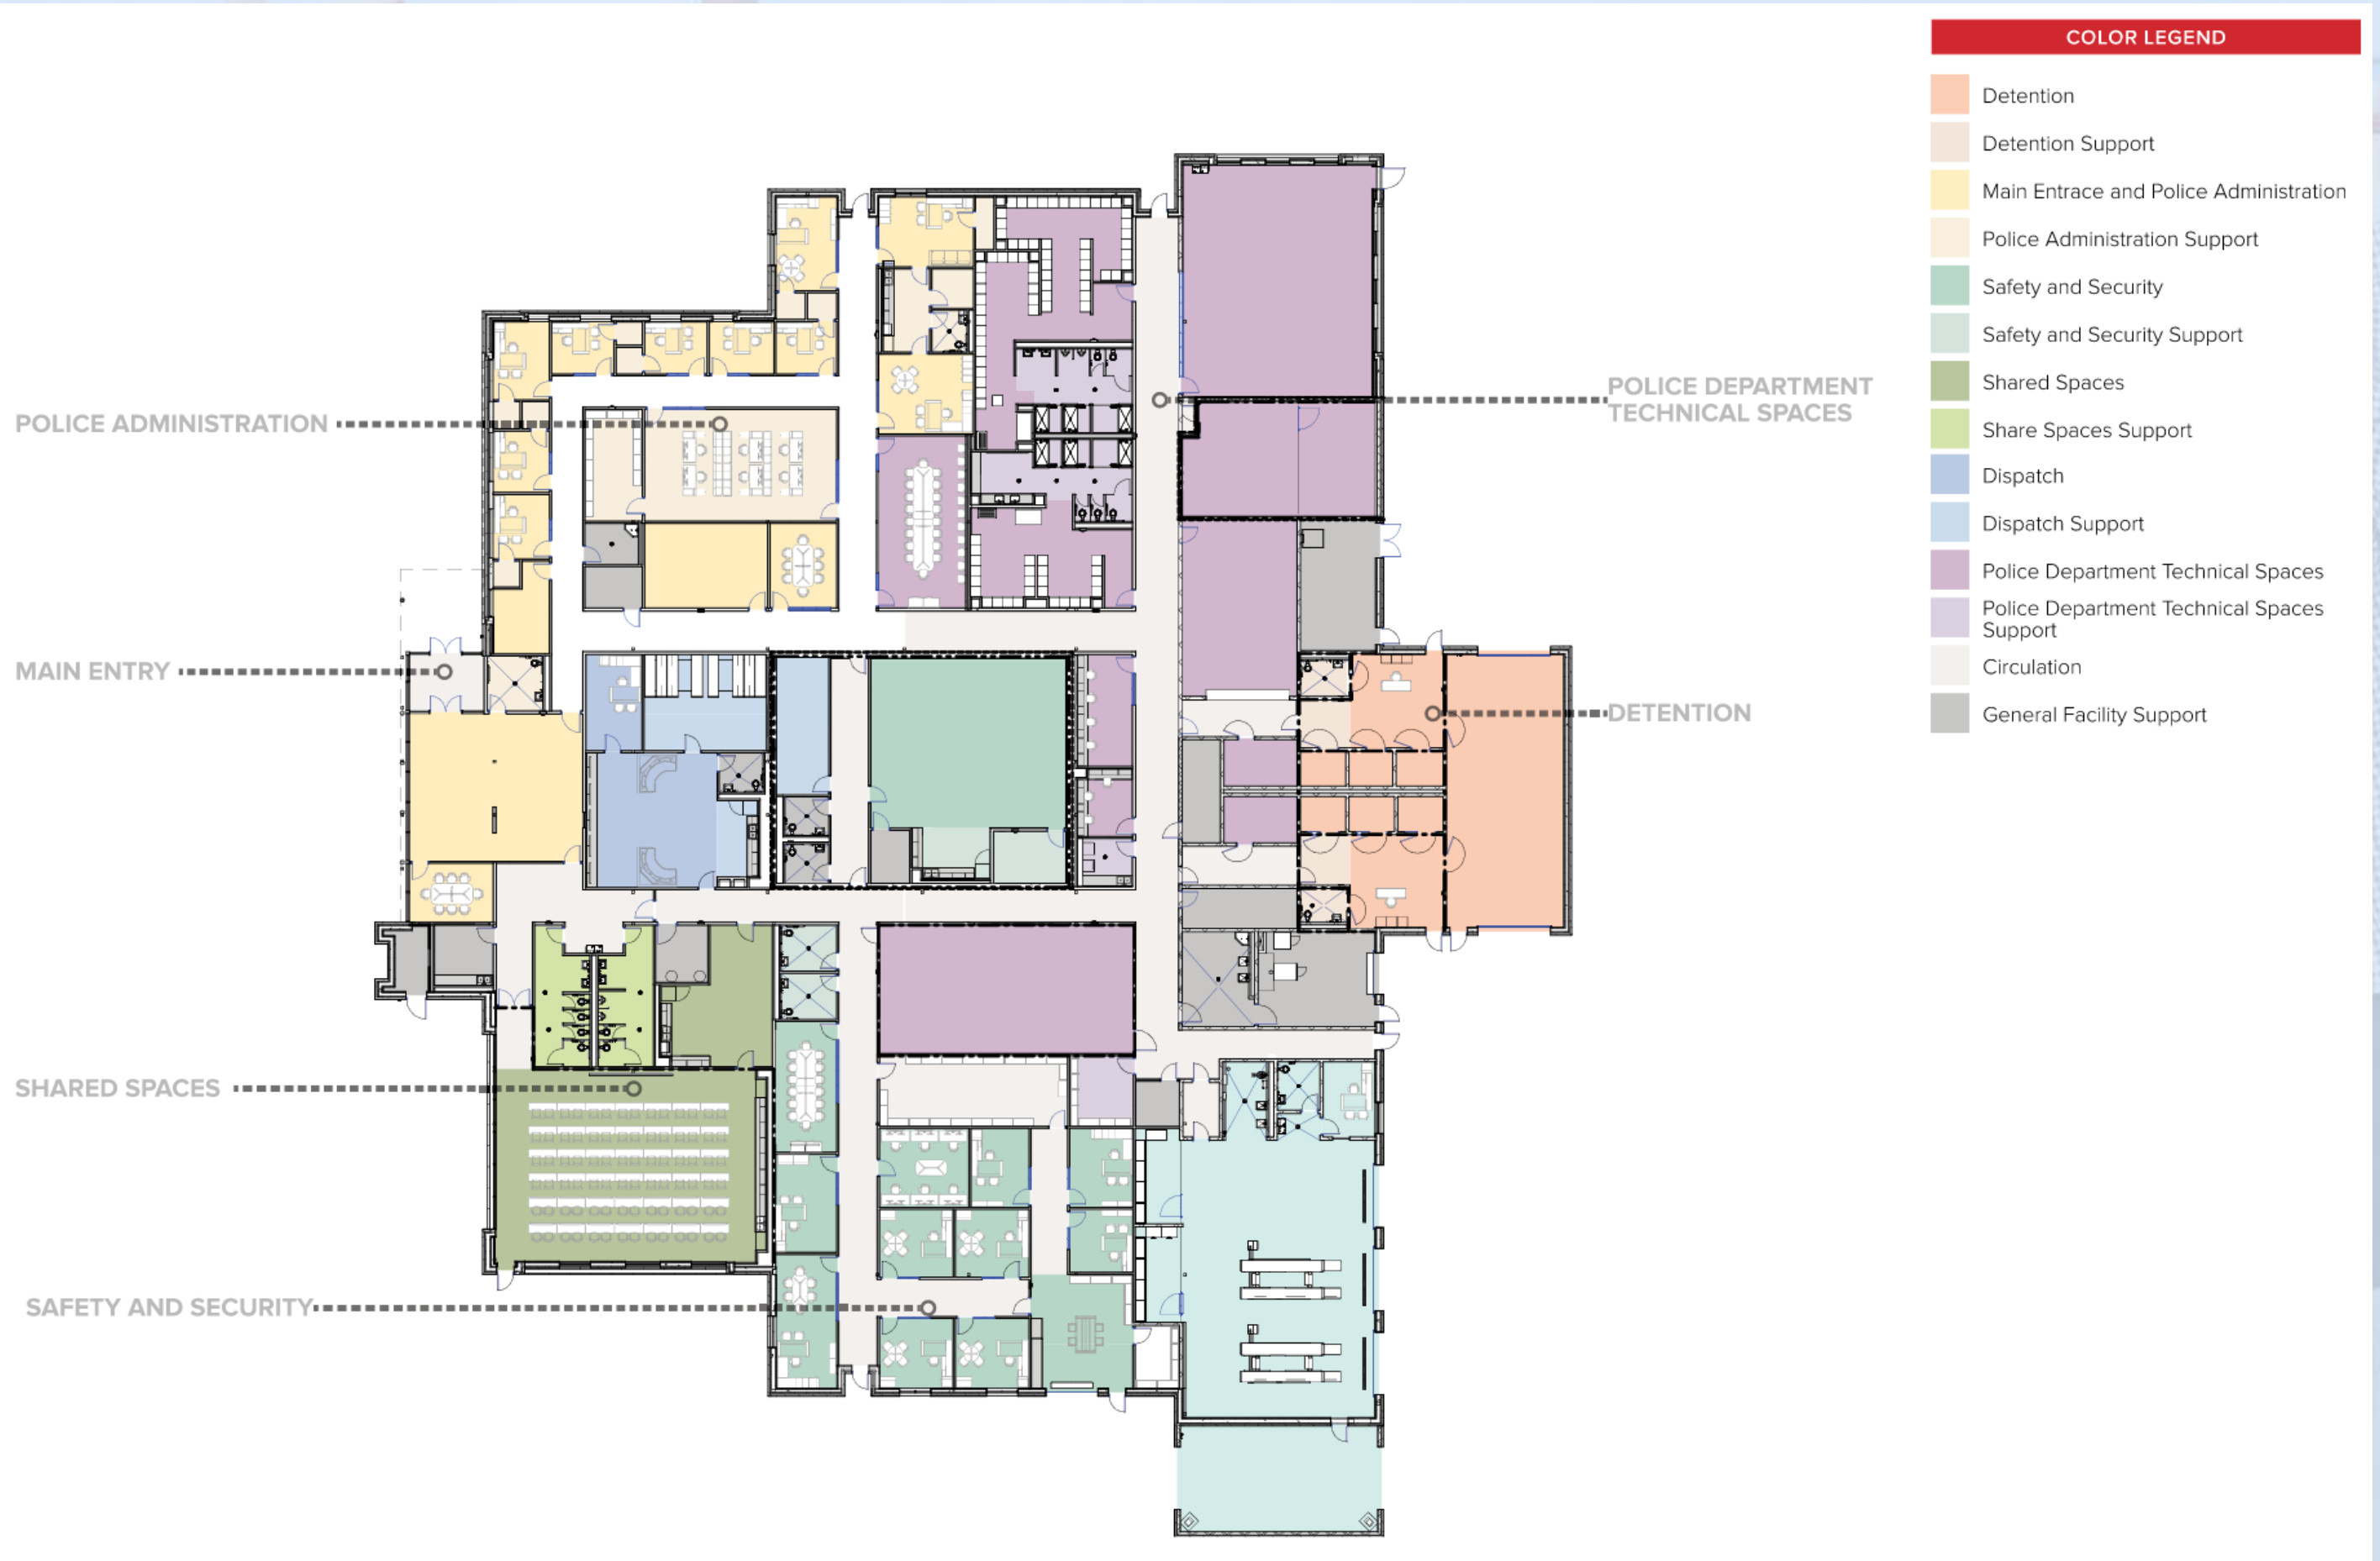 COLOR LEGEND
Detention
Detention Support
Main Entrace and Police Administration
Police Administration Support
Safety and Security
Safety and Security Support
Shared Spaces
Share Spaces Support
Dispatch
Dispatch Support
Police Department Technical Spaces
Police Department Technical Spaces
Support
Circulation
General Facility Support
POLICE ADMINISTRATION
POLICE DEPARTMENT
TECHNICAL SPACES
MAIN ENTRY
DETENTION
SHARED SPACES
SAFETY AND SECURITY